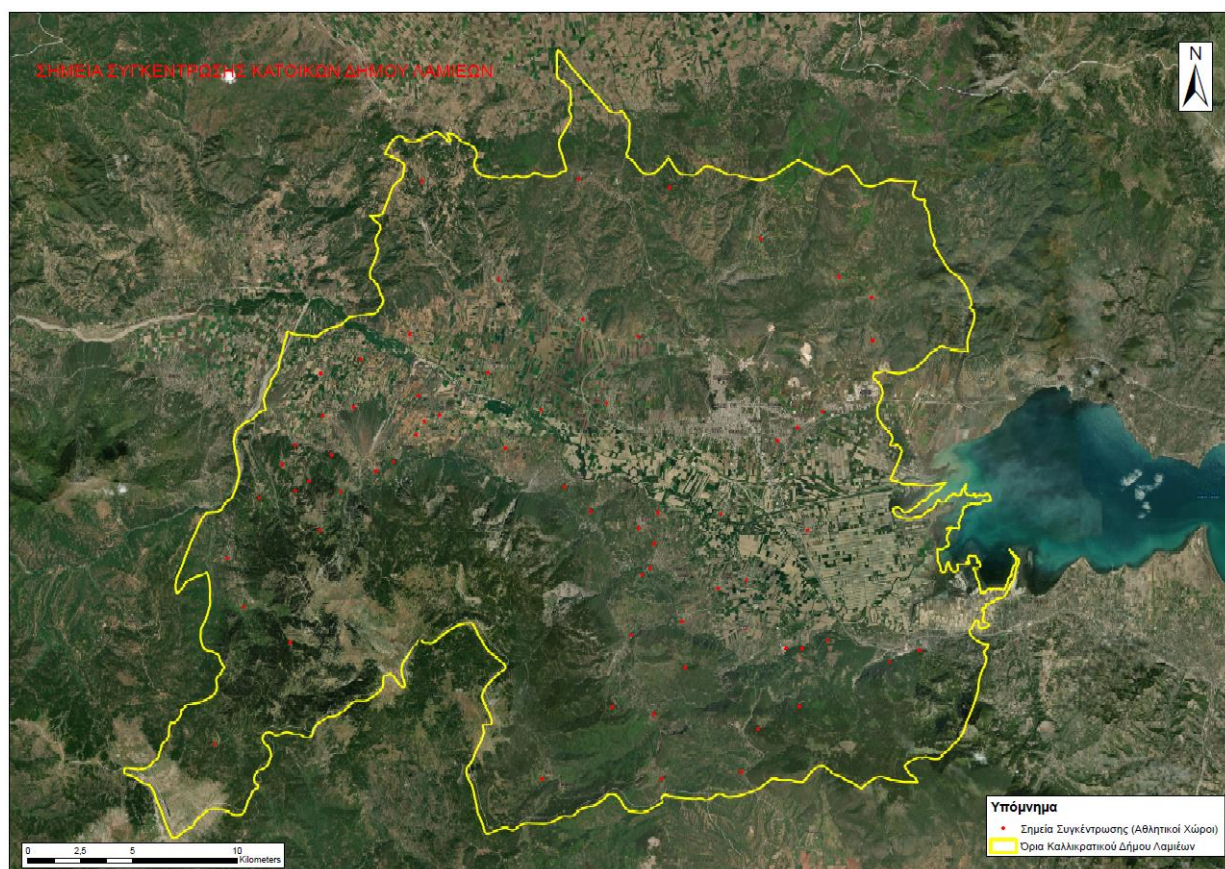 ΣΗΜΕΙΑ ΣΥΓΚΕΝΤΡΩΣΗΣ ΚΑΤΟΙΚΩΝ ΔΗΜΟΥ ΛΑΜΙΕΩΝ
N
Υπόμνημα
Σημεία Συγκέντρωσης (Αθλητικοί Χώροι)
Όρια Καλλικρατικού Δήμου Λαμιέων
0 2,5 5 10
Kilometers